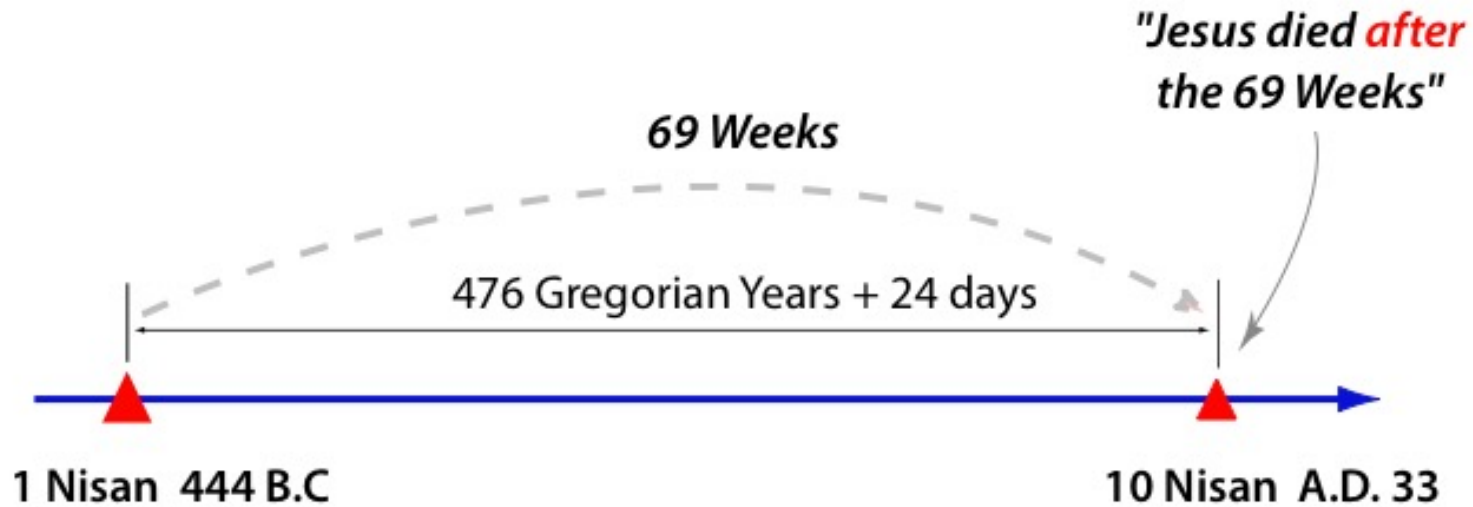 "Jesus died after
the 69 Weeks"
69 Weeks
476 Gregorian Years + 24 days
1 Nisan 444 B.C
10 Nisan A.D. 33